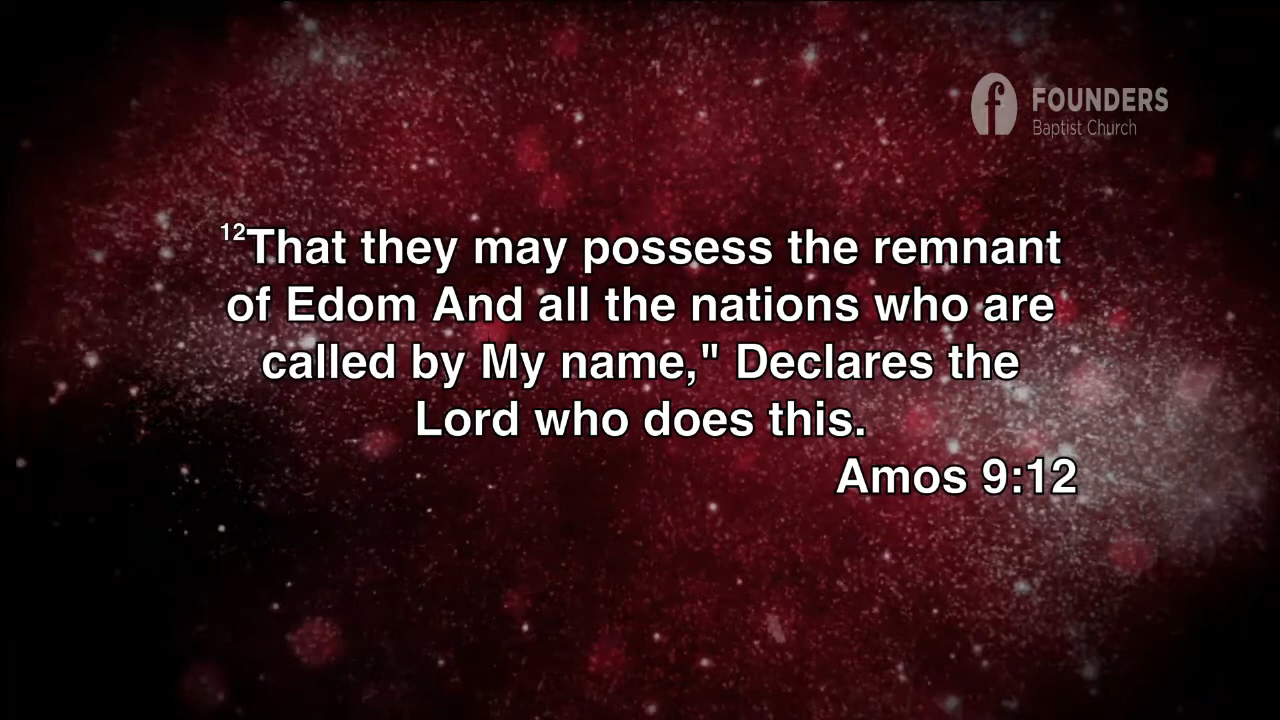 FOUNDERS
Baptist Church
12That they may possess the remnant
of Edom And all the nations who are
called by My name," Declares the
Lord who does this.
Amos 9:12